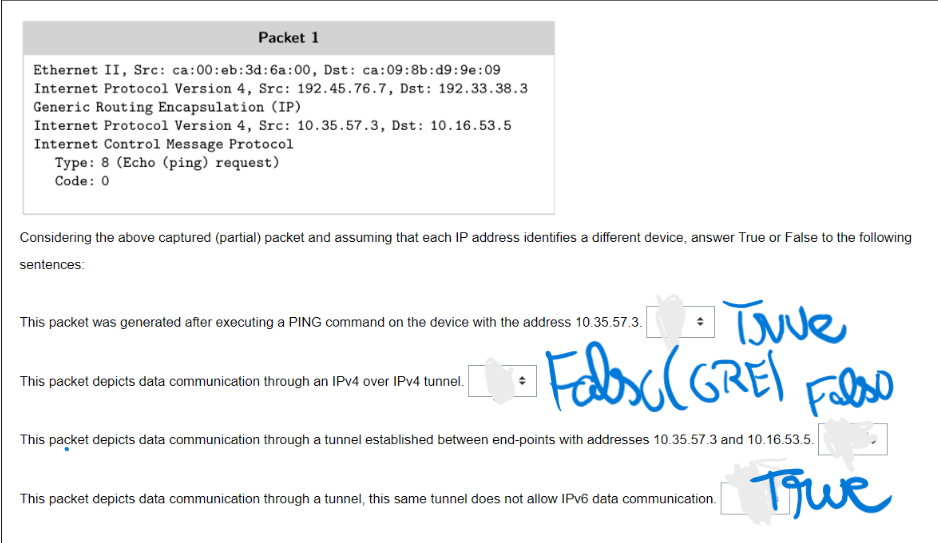 Packet 1
Ethernet II, Src: ca:00:eb:3d:6a:00, Dst: ca:09:8b:d9:9e:09
Internet Protocol Version 4, Src: 192.45.76.7, Dst: 192.33.38.3
Generic Routing Encapsulation (IP)
Internet Protocol Version 4, Src: 10.35.57.3, Dst: 10.16.53.5
Internet Control Message Protocol
Type: 8 (Echo (ping) request)
Code: 0
Considering the above captured (partial) packet and assuming that each IP address identifies a different device, answer True or False to the following
sentences:
This packet was generated after executing a PING command on the device with the address 10.35.57.3. True
This packet depicts data communication through an IPv4 over IPv4 tunnel. Falso (GRE)
Falso
This packet depicts data communication through a tunnel established between end-points with addresses 10.35.57.3 and 10.16.53.5.
This packet depicts data communication through a tunnel, this same tunnel does not allow IPv6 data communication. True